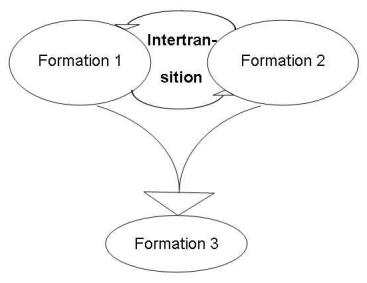 Intertran-
Formation 1
Formation 2
sition
Formation 3